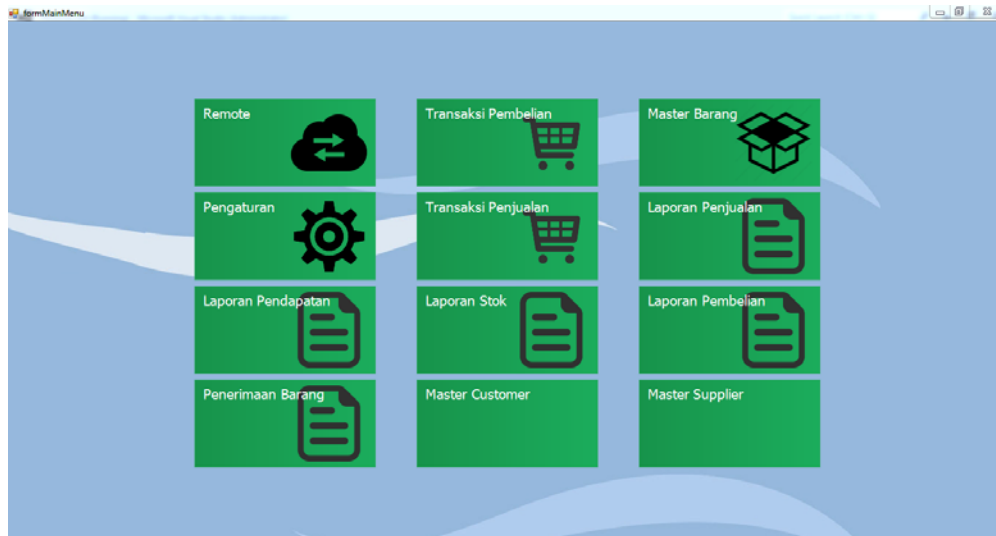 formMainMenu
Remote
Transaksi Pembelian
Master Barang
Pengaturan
Transaksi Penjualan
Laporan Penjualan
Laporan Pendapatan
Laporan Stok
Laporan Pembelian
Penerimaan Barang
Master Customer
Master Supplier